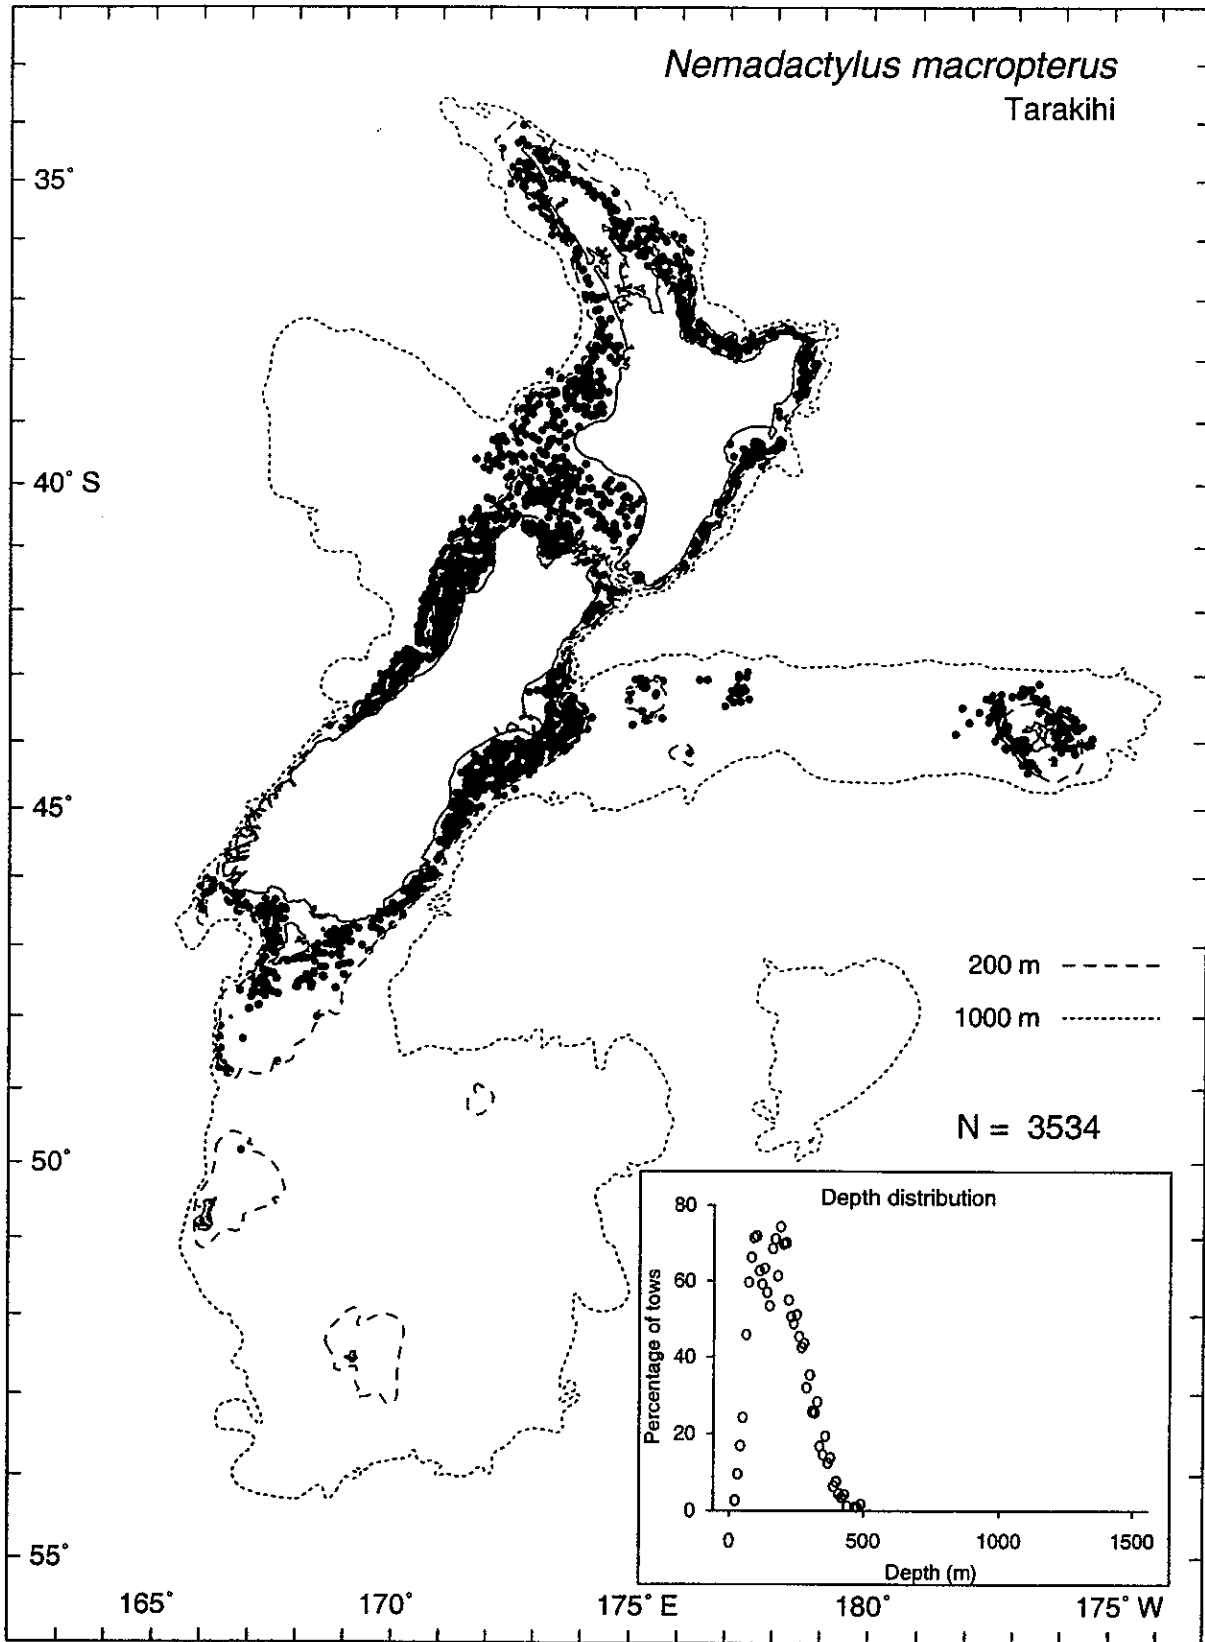 Nemadactylus macropterus
Tarakihi
35°
40° S
45°
50°
55°
200 m
1000 m
N = 3534
Depth distribution
Percentage of tows
80
60
40
20
0
0 500 1000 1500
Depth (m)
165° 170° 175° E 180° 175° W